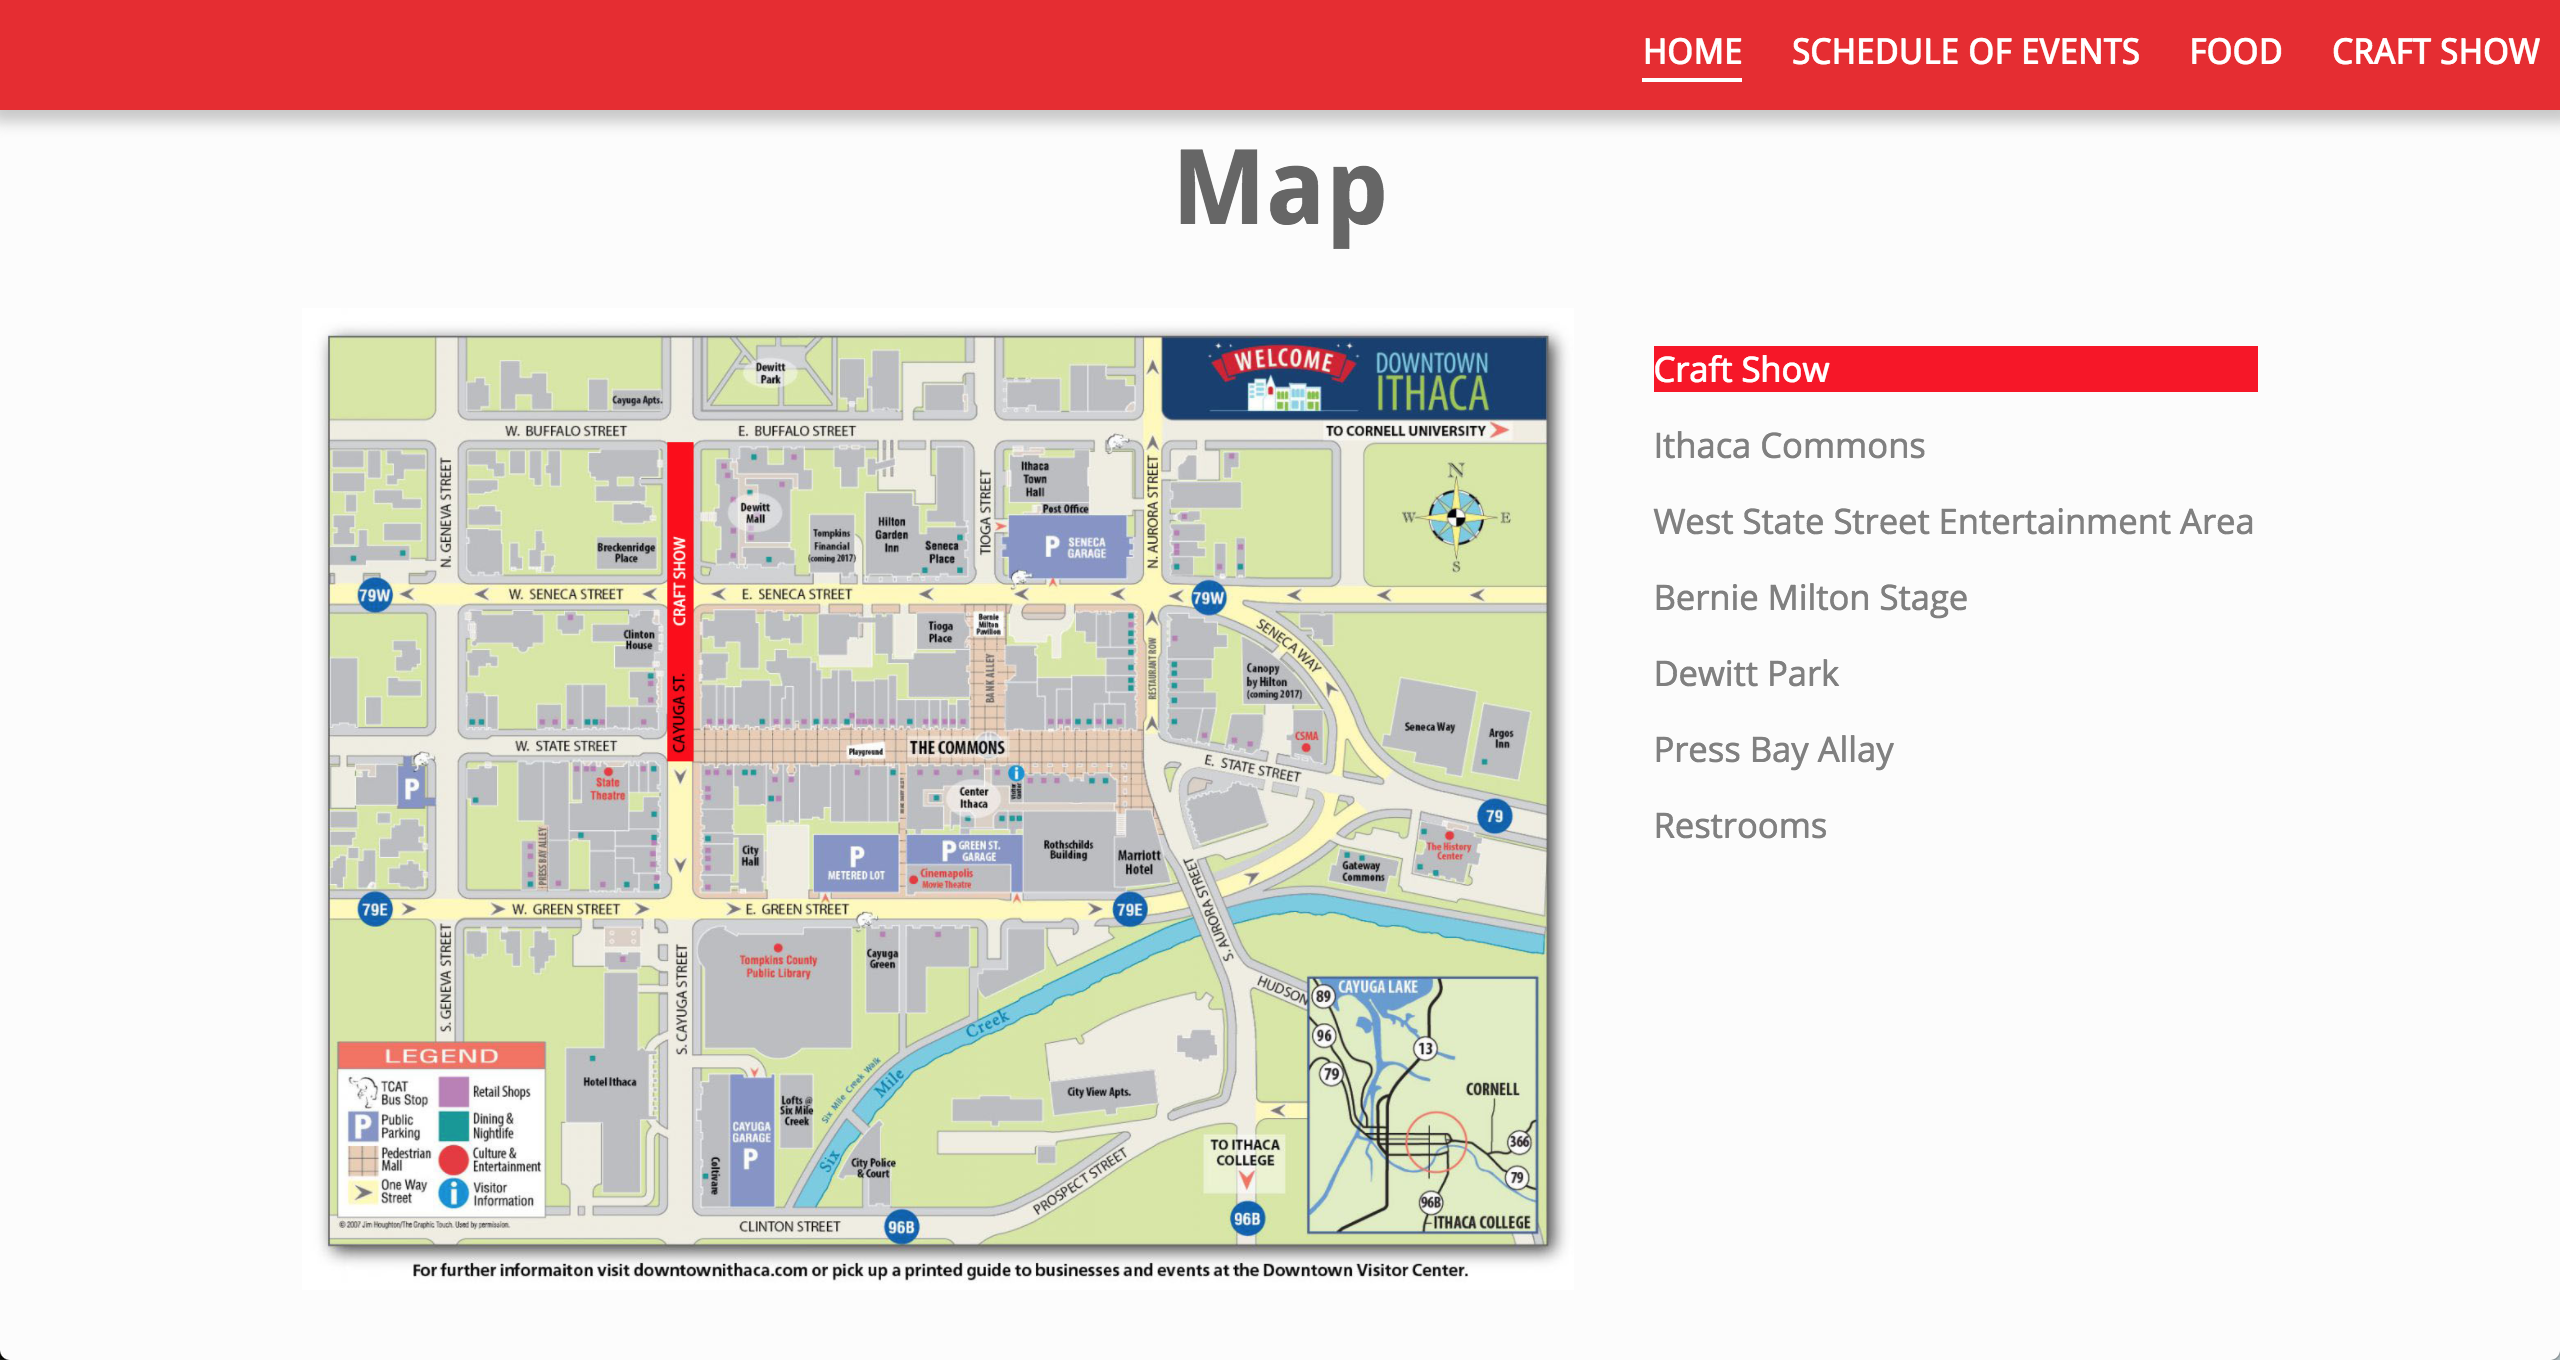 HOME SCHEDULE OF EVENTS FOOD CRAFT SHOW
Map
WELCOME
DOWNTOWN
ITHACA
Dewitt
Park
Cayuga Apts.
W. BUFFALO STREET
E. BUFFALO STREET
TO CORNELL UNIVERSITY
N. GENEVA STREET
CRAFT SHOW
CAYUGA ST.
Dewitt
Mall
Tompkins
Financial
(coming 2017)
Hilton
Garden
Inn
Seneca
Place
TIOGA STREET
Ithaca
Town
Hall
Post Office
P SENECA
GARAGE
N. AURORA STREET
N
W E
S
Breckenridge
Place
79W
W. SENECA STREET
E. SENECA STREET
79W
Clinton
House
Tioga
Place
Bernie
Milton
Pavilion
BANK ALLEY
RESTAURANT ROW
SENECA WAY
Canopy
by Hilton
(coming 2017)
CSMA
Seneca Way
Argos
Inn
W. STATE STREET
Playground
THE COMMONS
E. STATE STREET
P
State
Theatre
Center
Ithaca
i
79
PRESS BAY ALLEY
City
Hall
P
METERED LOT
P GREEN ST.
GARAGE
Cinemapolis
Movie Theatre
Rothschilds
Building
Marriott
Hotel
Gateway
Commons
The History
Center
79E
W. GREEN STREET
E. GREEN STREET
79E
S. AURORA STREET
S. GENEVA STREET
S. CAYUGA STREET
Tompkins County
Public Library
Cayuga
Green
HUDSON
Six Mile Creek
Six Mile Creek Walk
Hotel Ithaca
CAYUGA
GARAGE
P
Lofts @
Six Mile
Creek
Coltivare
City Police
& Court
City View Apts.
PROSPECT STREET
CLINTON STREET
96B
TO ITHACA
COLLEGE
96B
89
CAYUGA LAKE
96
13
79
CORNELL
366
79
96B
ITHACA COLLEGE
LEGEND
TCAT
Bus Stop
Retail Shops
P
Public
Parking
Dining &
Nightlife
Pedestrian
Mall
Culture &
Entertainment
One Way
Street
i
Visitor
Information
© 2007 Jim Houghton/The Graphic Touch. Used by permission.
For further informaiton visit downtownithaca.com or pick up a printed guide to businesses and events at the Downtown Visitor Center.
Craft Show
Ithaca Commons
West State Street Entertainment Area
Bernie Milton Stage
Dewitt Park
Press Bay Allay
Restrooms